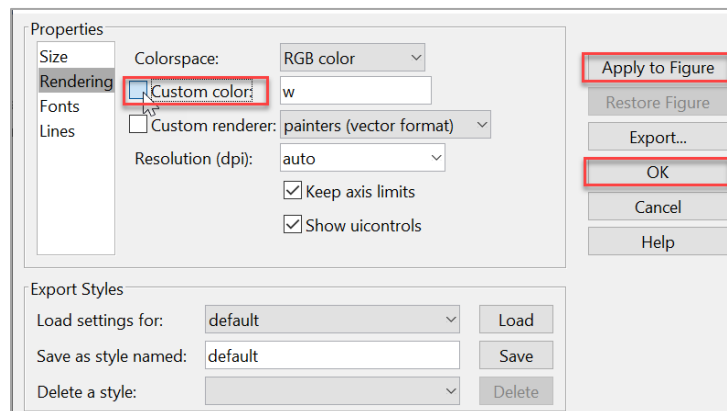 Properties
Size
Rendering
Fonts
Lines
Colorspace:
RGB color
Custom color:
w
Custom renderer:
painters (vector format)
Resolution (dpi):
auto
Keep axis limits
Show uicontrols
Apply to Figure
Restore Figure
Export...
OK
Cancel
Help
Export Styles
Load settings for:
default
Load
Save as style named:
default
Save
Delete a style:
Delete